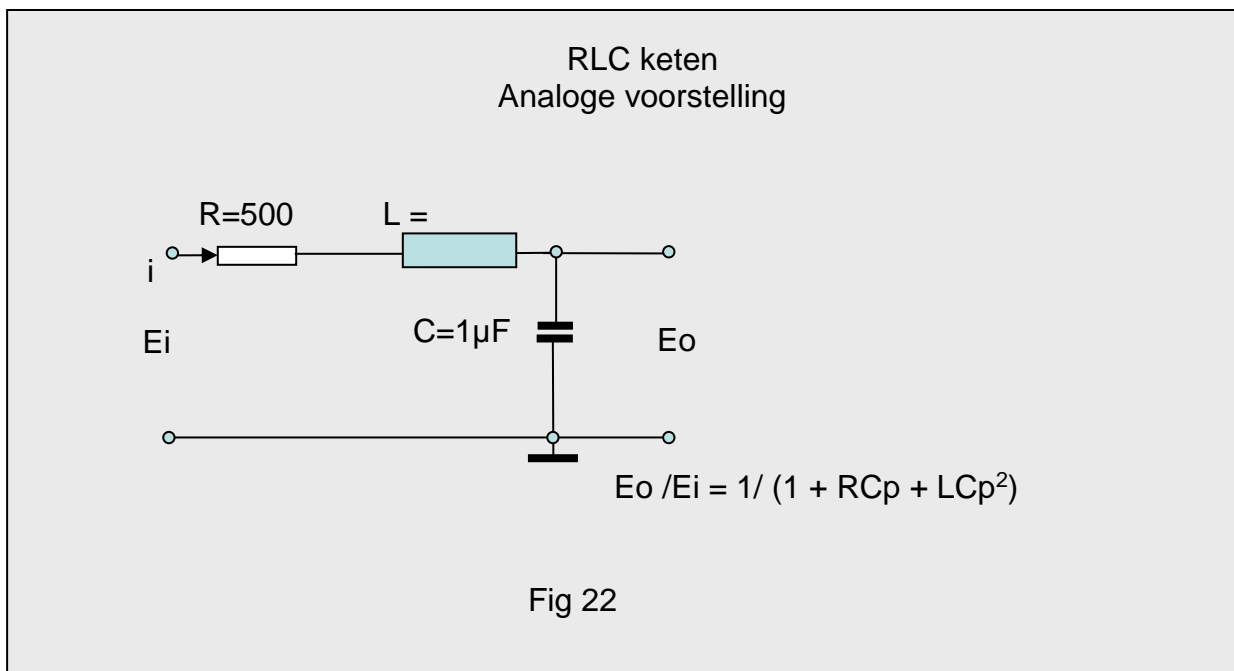 RLC keten
Analoge voorstelling
R=500
L =
i
Ei
C=1µF
Eo
Eo /Ei = 1/ (1 + RCp + LCp²)
Fig 22